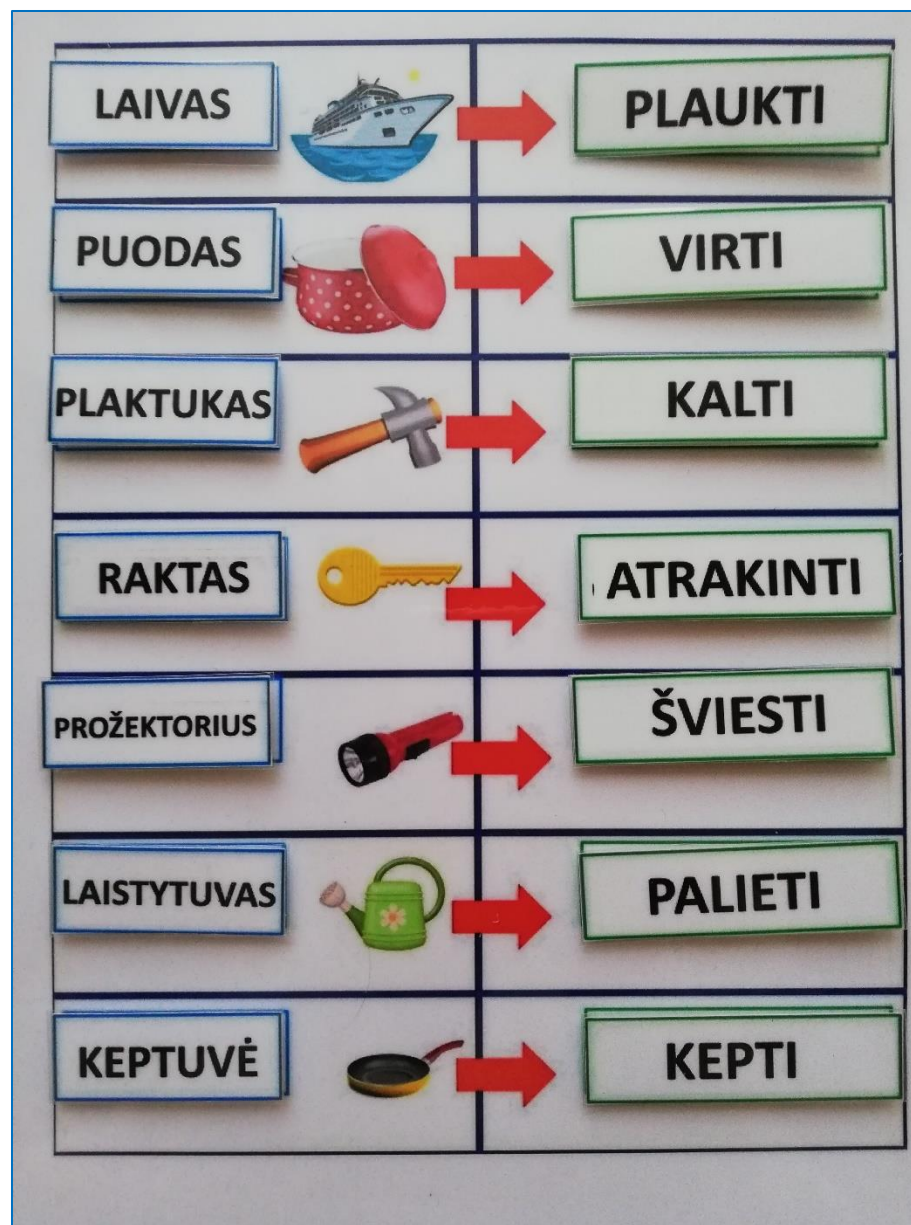 LAIVAS PLAUKTI
PUODAS VIRTI
PLAKTUKAS KALTI
RAKTAS ATRAKINTI
PROŽEKTORIUS ŠVIESTI
LAISTYTUVAS PALIETI
KEPTUVĖ KEPTI